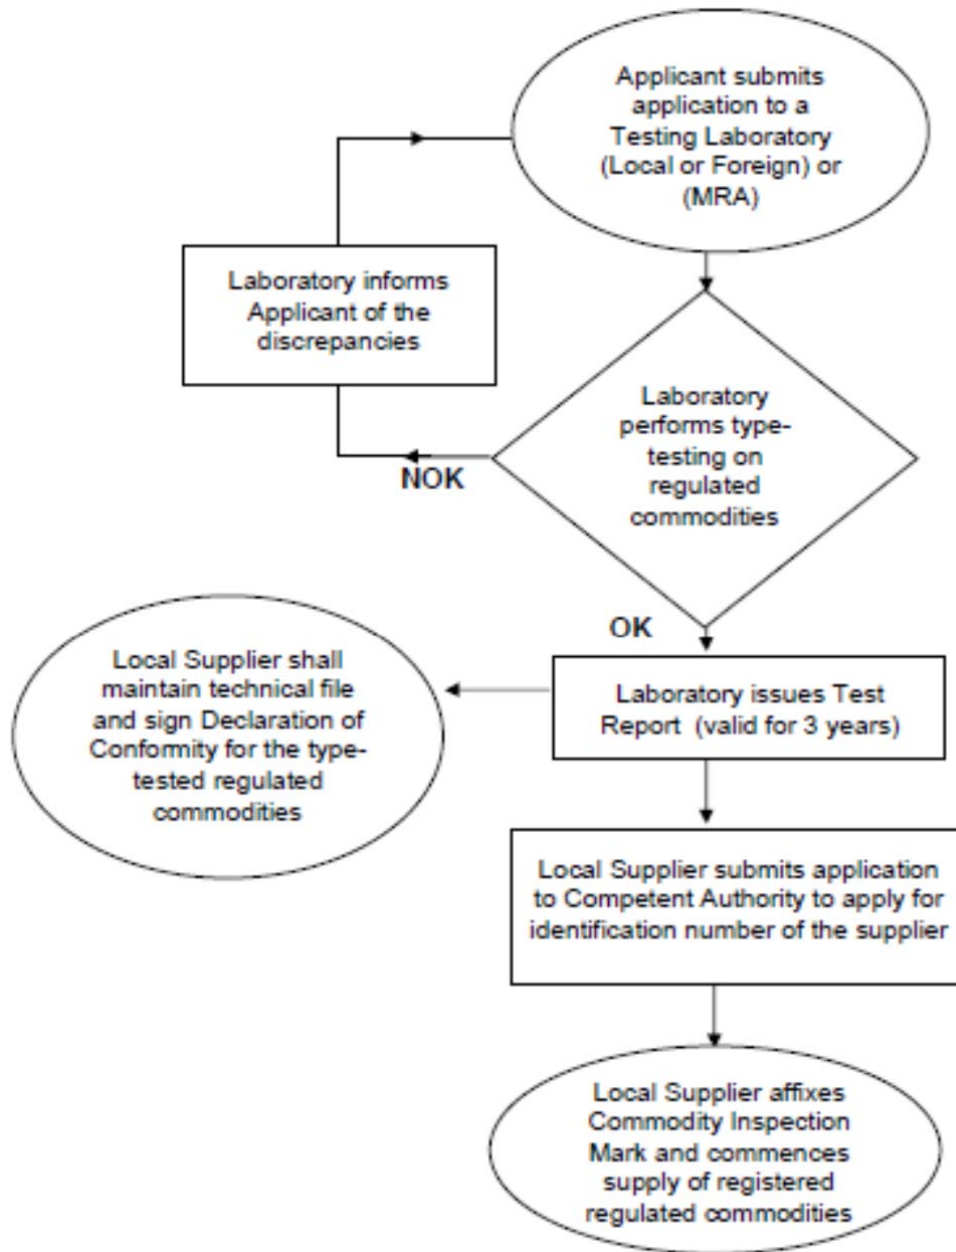 Applicant submits
application to a
Testing Laboratory
(Local or Foreign) or
(MRA)
Laboratory informs
Applicant of the
discrepancies
Laboratory
performs type-
testing on
regulated
commodities
NOK
OK
Local Supplier shall
maintain technical file
and sign Declaration of
Conformity for the type-
tested regulated
commodities
Laboratory issues Test
Report (valid for 3 years)
Local Supplier submits application
to Competent Authority to apply for
identification number of the supplier
Local Supplier affixes
Commodity Inspection
Mark and commences
supply of registered
regulated commodities